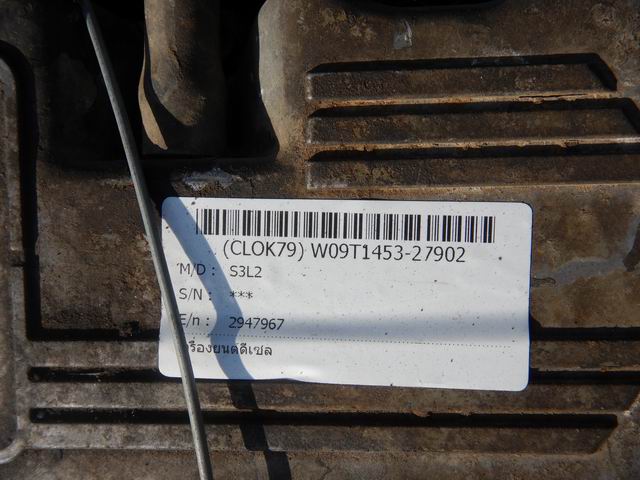 (CLOK79) W09T1453-27902
M/D : S3L2
S/N : ***
E/n : 2947967
เครื่องยนต์ดีเซล